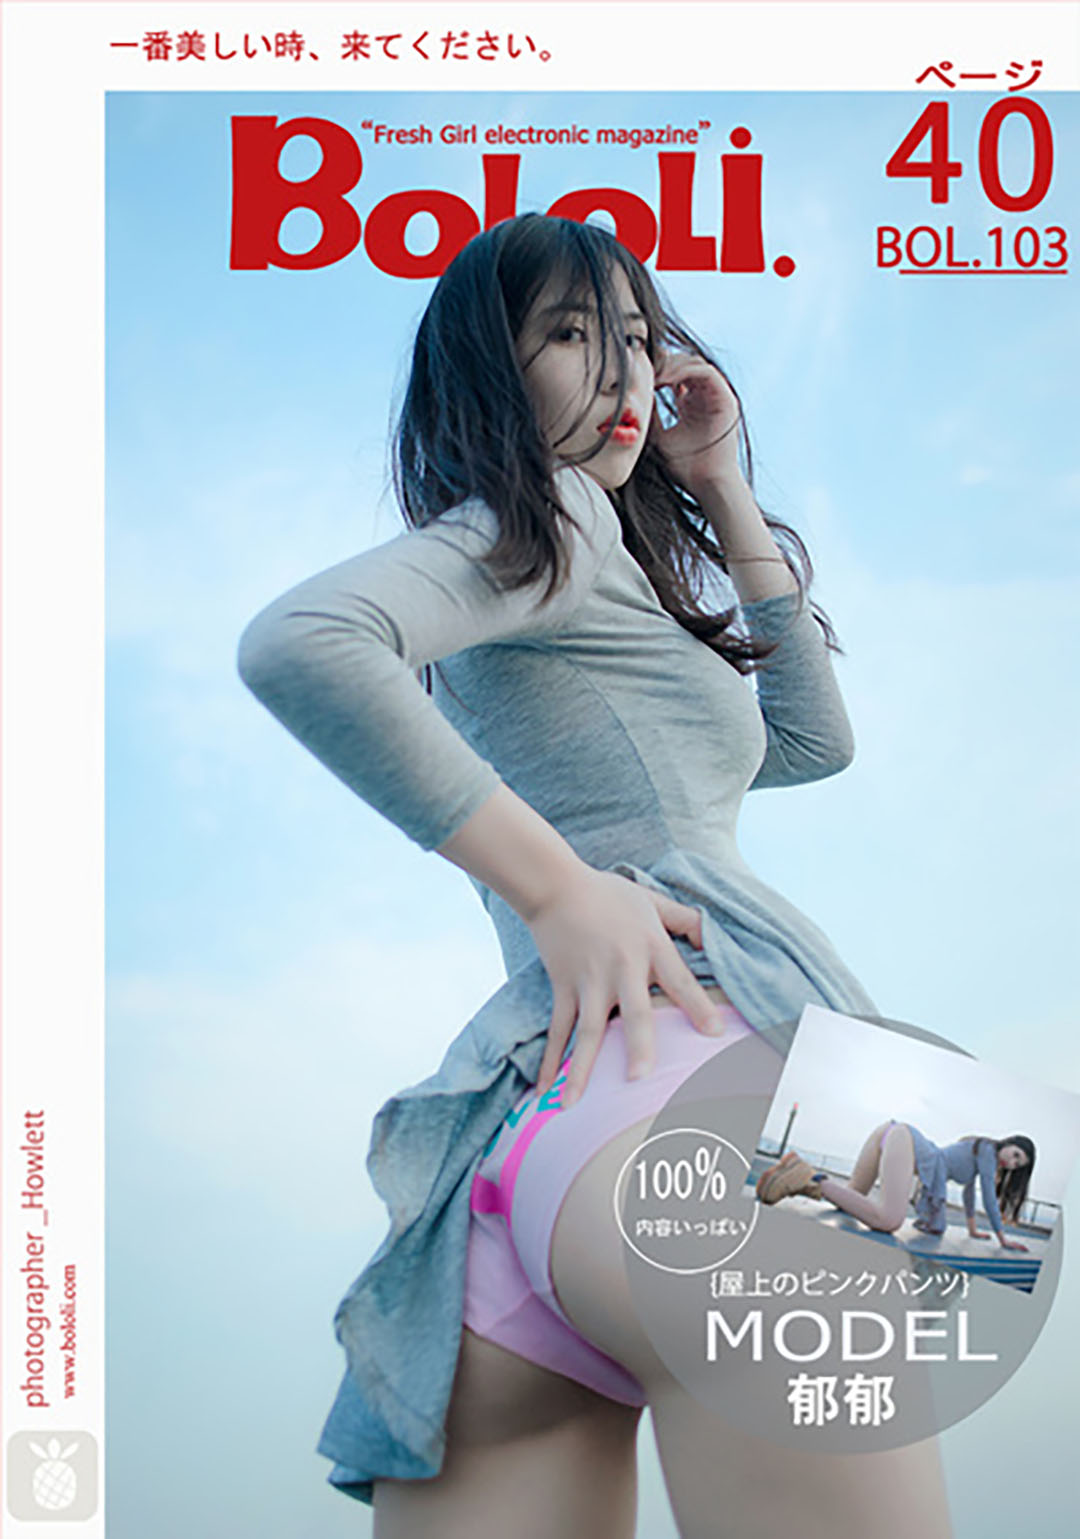 一番美しい時、来てください。
ページ
40
BOL.103
“Fresh Girl electronic magazine”
BoloLi.
VE
100%
内容いっぱい
{屋上のピンクパンツ}
MODEL
郁郁
photographer _Howlett
www.bololi.com